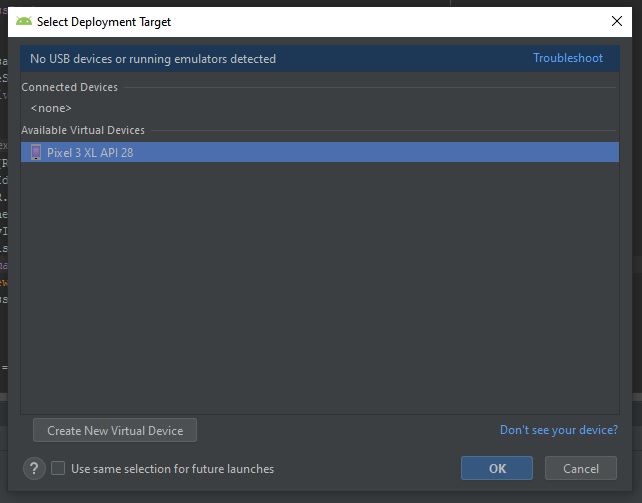 Select Deployment Target
No USB devices or running emulators detected
Troubleshoot
Connected Devices
<none>
Available Virtual Devices
Pixel 3 XL API 28
Create New Virtual Device
Don't see your device?
?
Use same selection for future launches
OK
Cancel